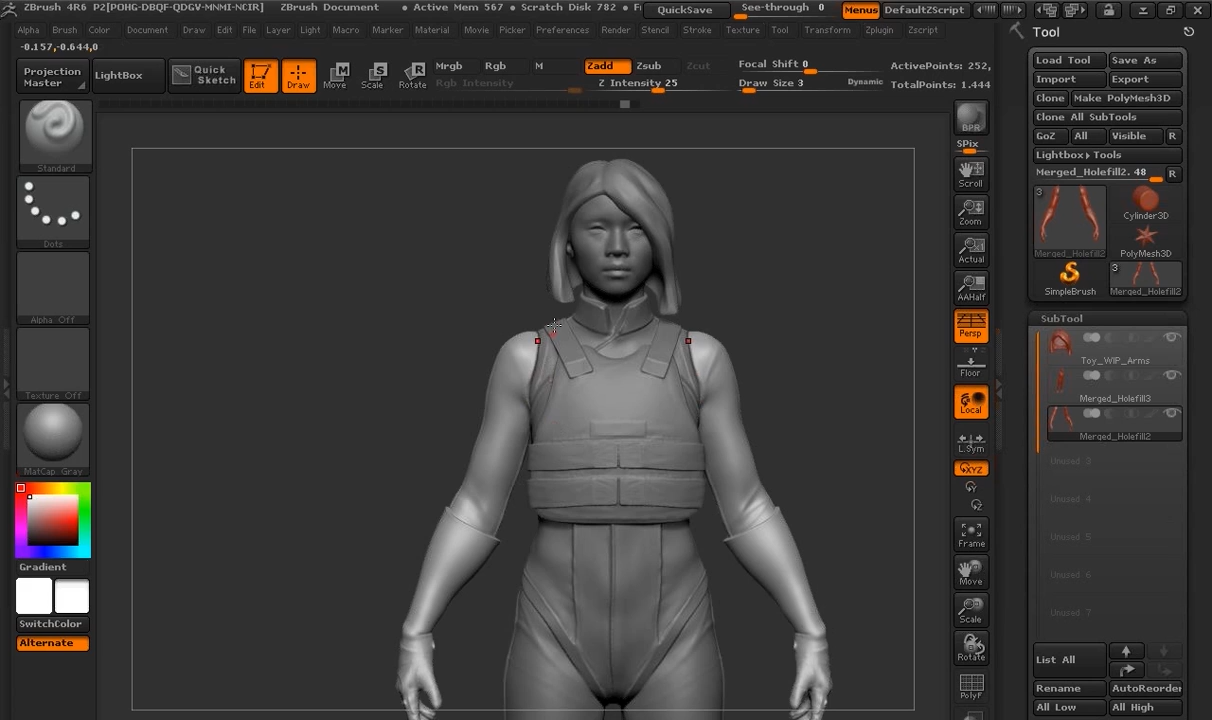 ZBrush 4R6 P2[POHG-DBQF-QDGV-MNMI-NCIR] ZBrush Document • Active Mem 567 • Scratch Disk 782 • Fr QuickSave See-through 0 Menus DefaultZScript
Alpha Brush Color Document Draw Edit File Layer Light Macro Marker Material Movie Picker Preferences Render Stencil Stroke Texture Tool Transform Zplugin Zscript
-0.157,-0.644,0
Projection Master
LightBox
Quick Sketch
Edit
Draw
Move
Scale
Rotate
Mrgb Rgb M
Rgb Intensity
Zadd Zsub Zcut
Z Intensity 25
Focal Shift 0
Draw Size 3 Dynamic
ActivePoints: 252,
TotalPoints: 1.444
Standard
Dots
Alpha Off
Texture Off
MatCap Gray
Gradient
SwitchColor
Alternate
BPR
SPix
Scroll
Zoom
Actual
AAHalf
Persp
Floor
Local
L.Sym
XYZ
Y
Z
Frame
Move
Scale
Rotate
PolyF
Tool
Load Tool Save As
Import Export
Clone Make PolyMesh3D
Clone All SubTools
GoZ All Visible R
Lightbox▸Tools
Merged_Holefill2. 48 R
3
Merged_Holefill2
Cylinder3D
PolyMesh3D
SimpleBrush
3
Merged_Holefill2
SubTool
Toy_WIP_Arms
Merged_Holefill3
Merged_Holefill2
Unused 3
Unused 4
Unused 5
Unused 6
Unused 7
List All
Rename AutoReorder
All Low All High